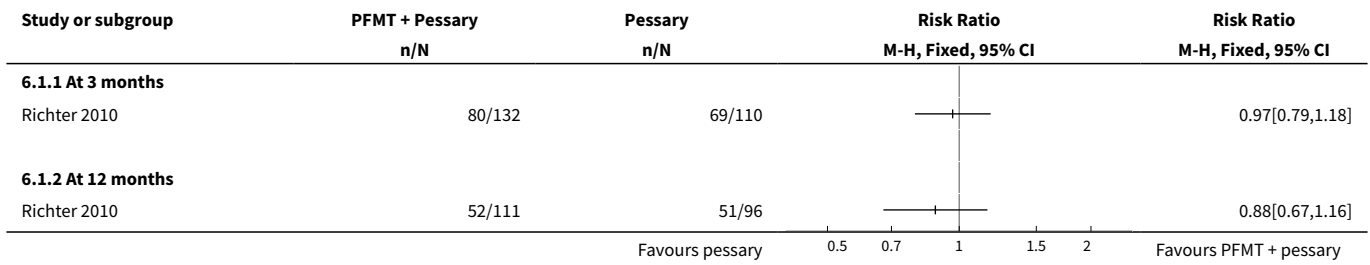 Study or subgroup PFMT + Pessary Pessary Risk Ratio Risk Ratio
n/N n/N M-H, Fixed, 95% CI M-H, Fixed, 95% CI
6.1.1 At 3 months
Richter 2010 80/132 69/110 0.97[0.79,1.18]
6.1.2 At 12 months
Richter 2010 52/111 51/96 0.88[0.67,1.16]
Favours pessary 0.5 0.7 1 1.5 2 Favours PFMT + pessary